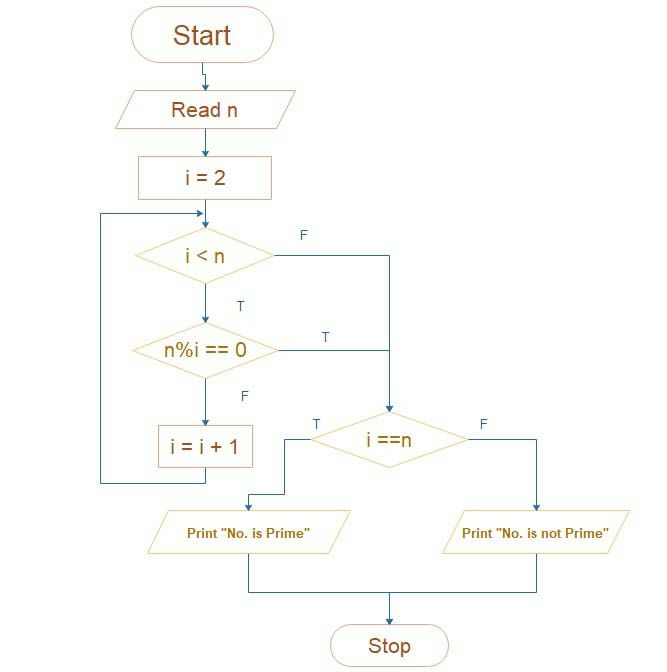 Start
Read n
i = 2
i < n
F
T
n%i == 0
T
F
i = i + 1
i ==n
T
F
Print "No. is Prime"
Print "No. is not Prime"
Stop